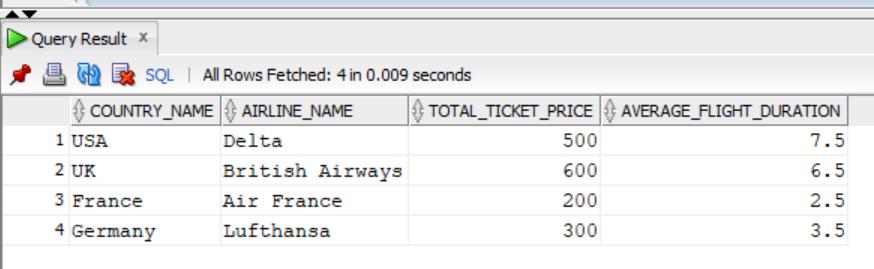 Query Result x
SQL | All Rows Fetched: 4 in 0.009 seconds
COUNTRY_NAME AIRLINE_NAME TOTAL_TICKET_PRICE AVERAGE_FLIGHT_DURATION
1 USA Delta 500 7.5
2 UK British Airways 600 6.5
3 France Air France 200 2.5
4 Germany Lufthansa 300 3.5